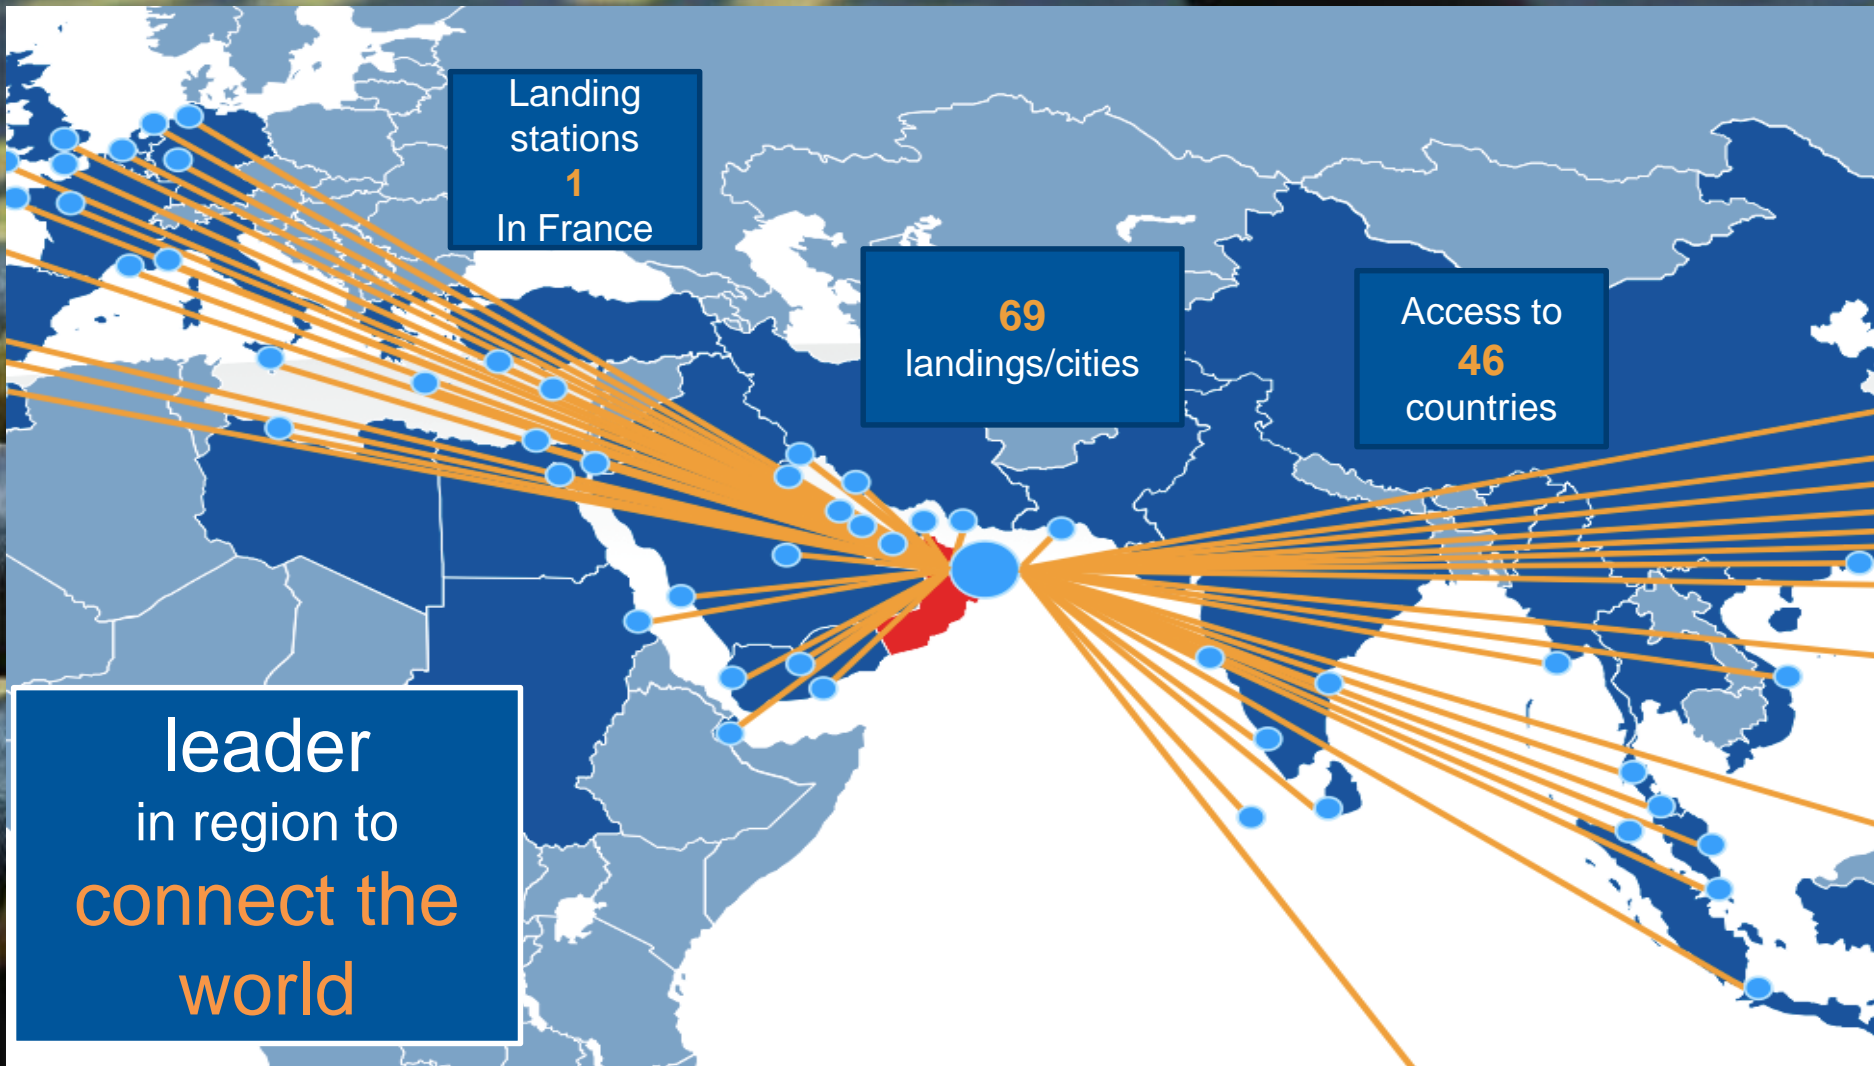 Landing
stations
1
In France
69
landings/cities
Access to
46
countries
leader
in region to
connect the
world